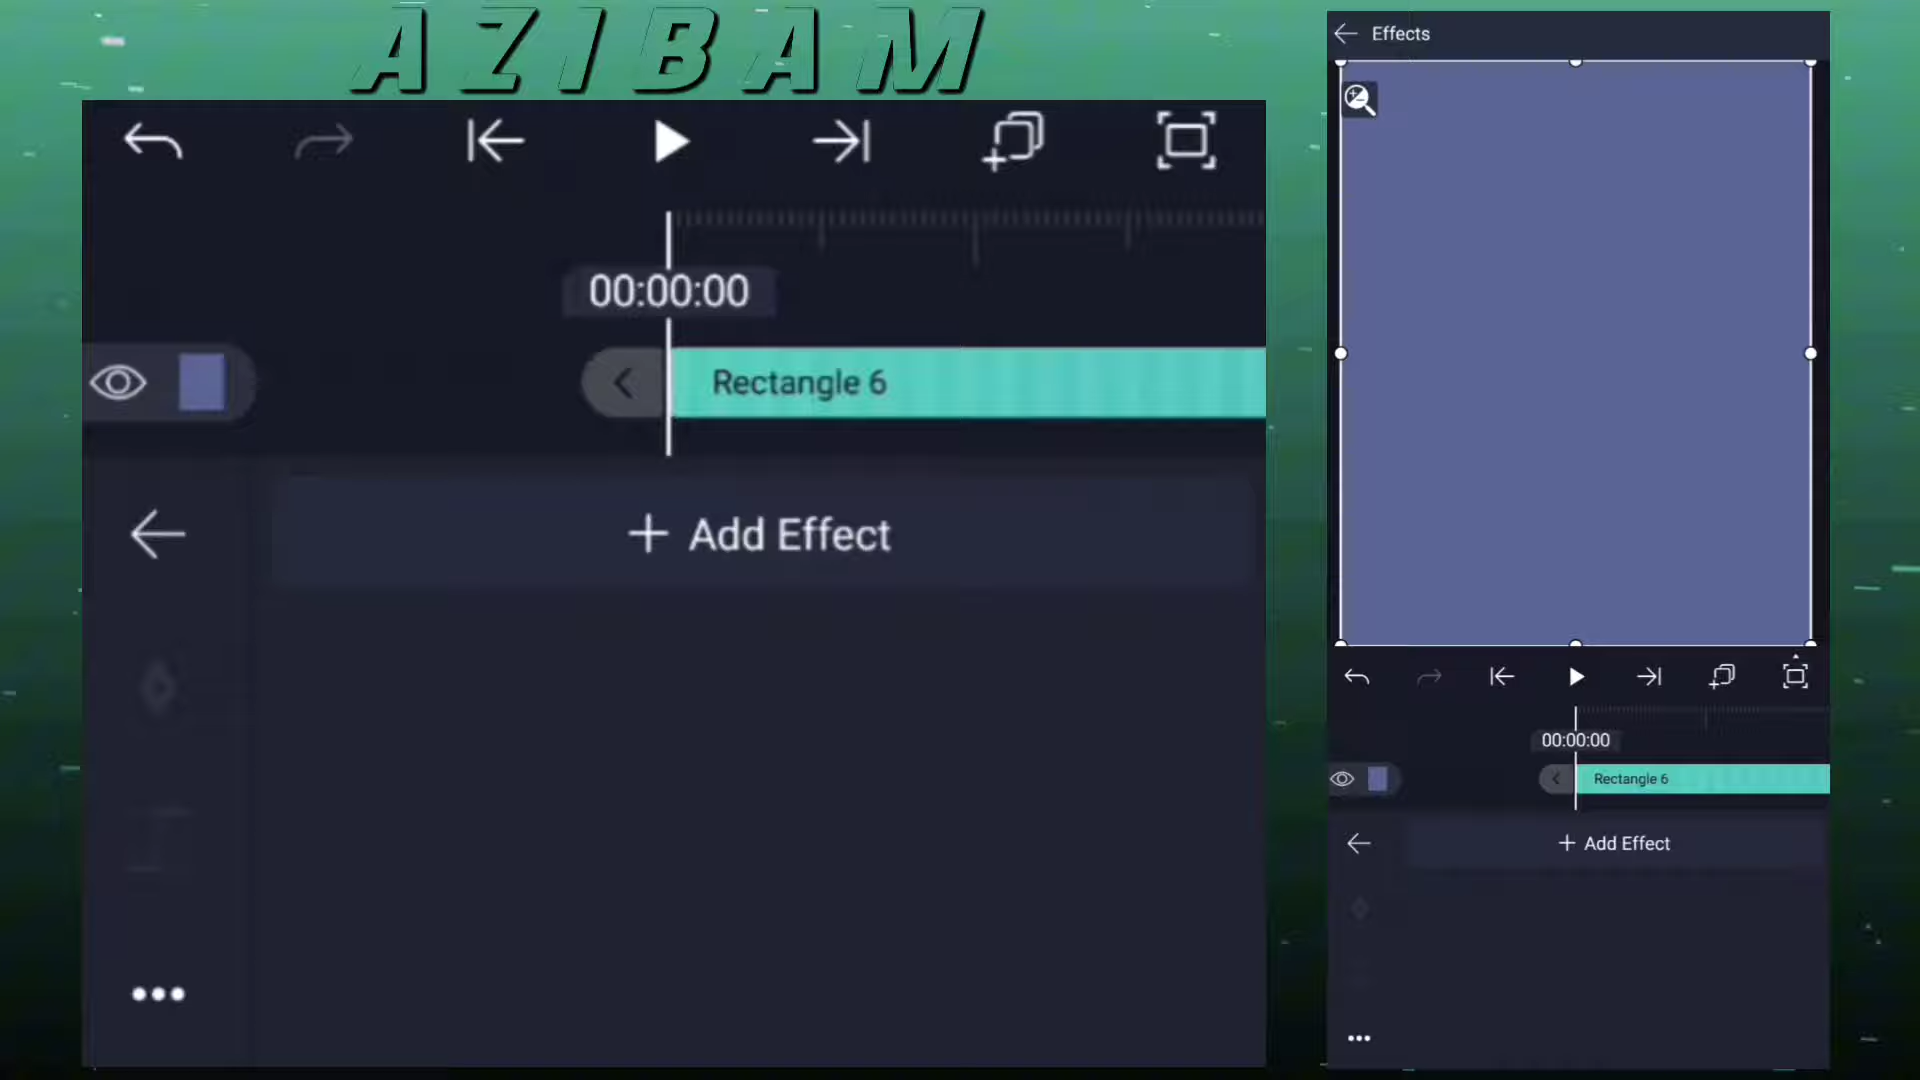 AZIBAM
00:00:00
Rectangle 6
+ Add Effect
Effects
00:00:00
Rectangle 6
+ Add Effect